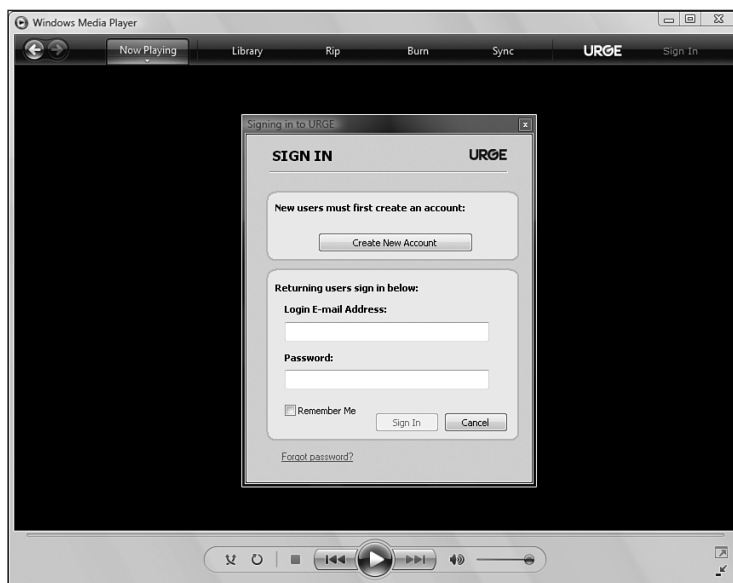 Windows Media Player
Now Playing Library Rip Burn Sync URGE Sign In
Signing in to URGE
SIGN IN URGE
New users must first create an account:
Create New Account
Returning users sign in below:
Login E-mail Address:
Password:
Remember Me
Sign In Cancel
Forgot password?